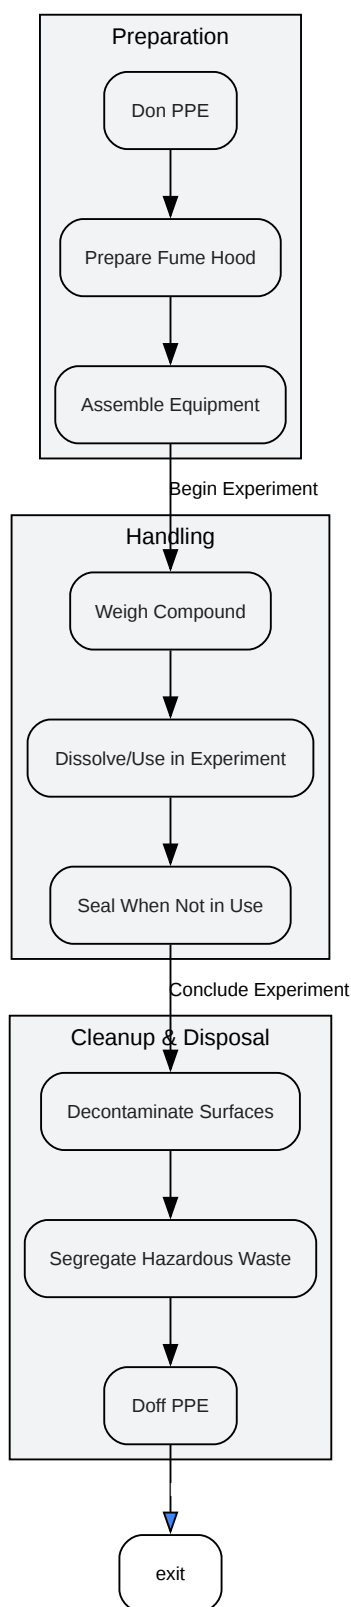 Preparation
Don PPE
Prepare Fume Hood
Assemble Equipment
Begin Experiment
Handling
Weigh Compound
Dissolve/Use in Experiment
Seal When Not in Use
Conclude Experiment
Cleanup & Disposal
Decontaminate Surfaces
Segregate Hazardous Waste
Doff PPE
exit